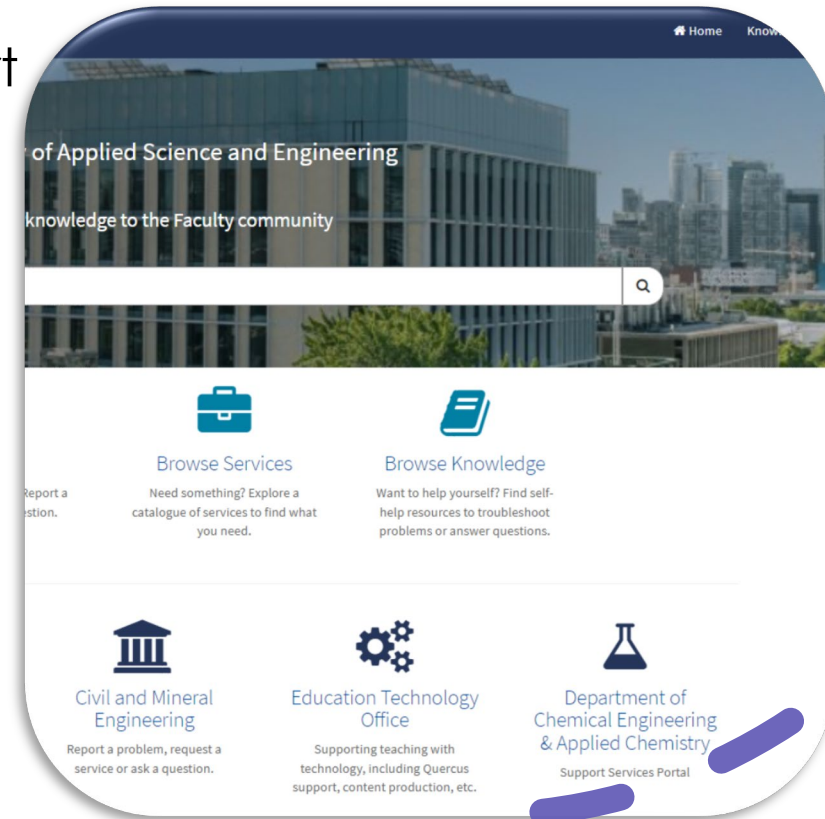 Home
of Applied Science and Engineering
knowledge to the Faculty community
Browse Services
Browse Knowledge
Need something? Explore a
catalogue of services to find what
you need.
Want to help yourself? Find self-
help resources to troubleshoot
problems or answer questions.
Report a
Civil and Mineral
Engineering
Report a problem, request a
service or ask a question.
Education Technology
Office
Supporting teaching with
technology, including Quercus
support, content production, etc.
Department of
Chemical Engineering
& Applied Chemistry
Support Services Portal